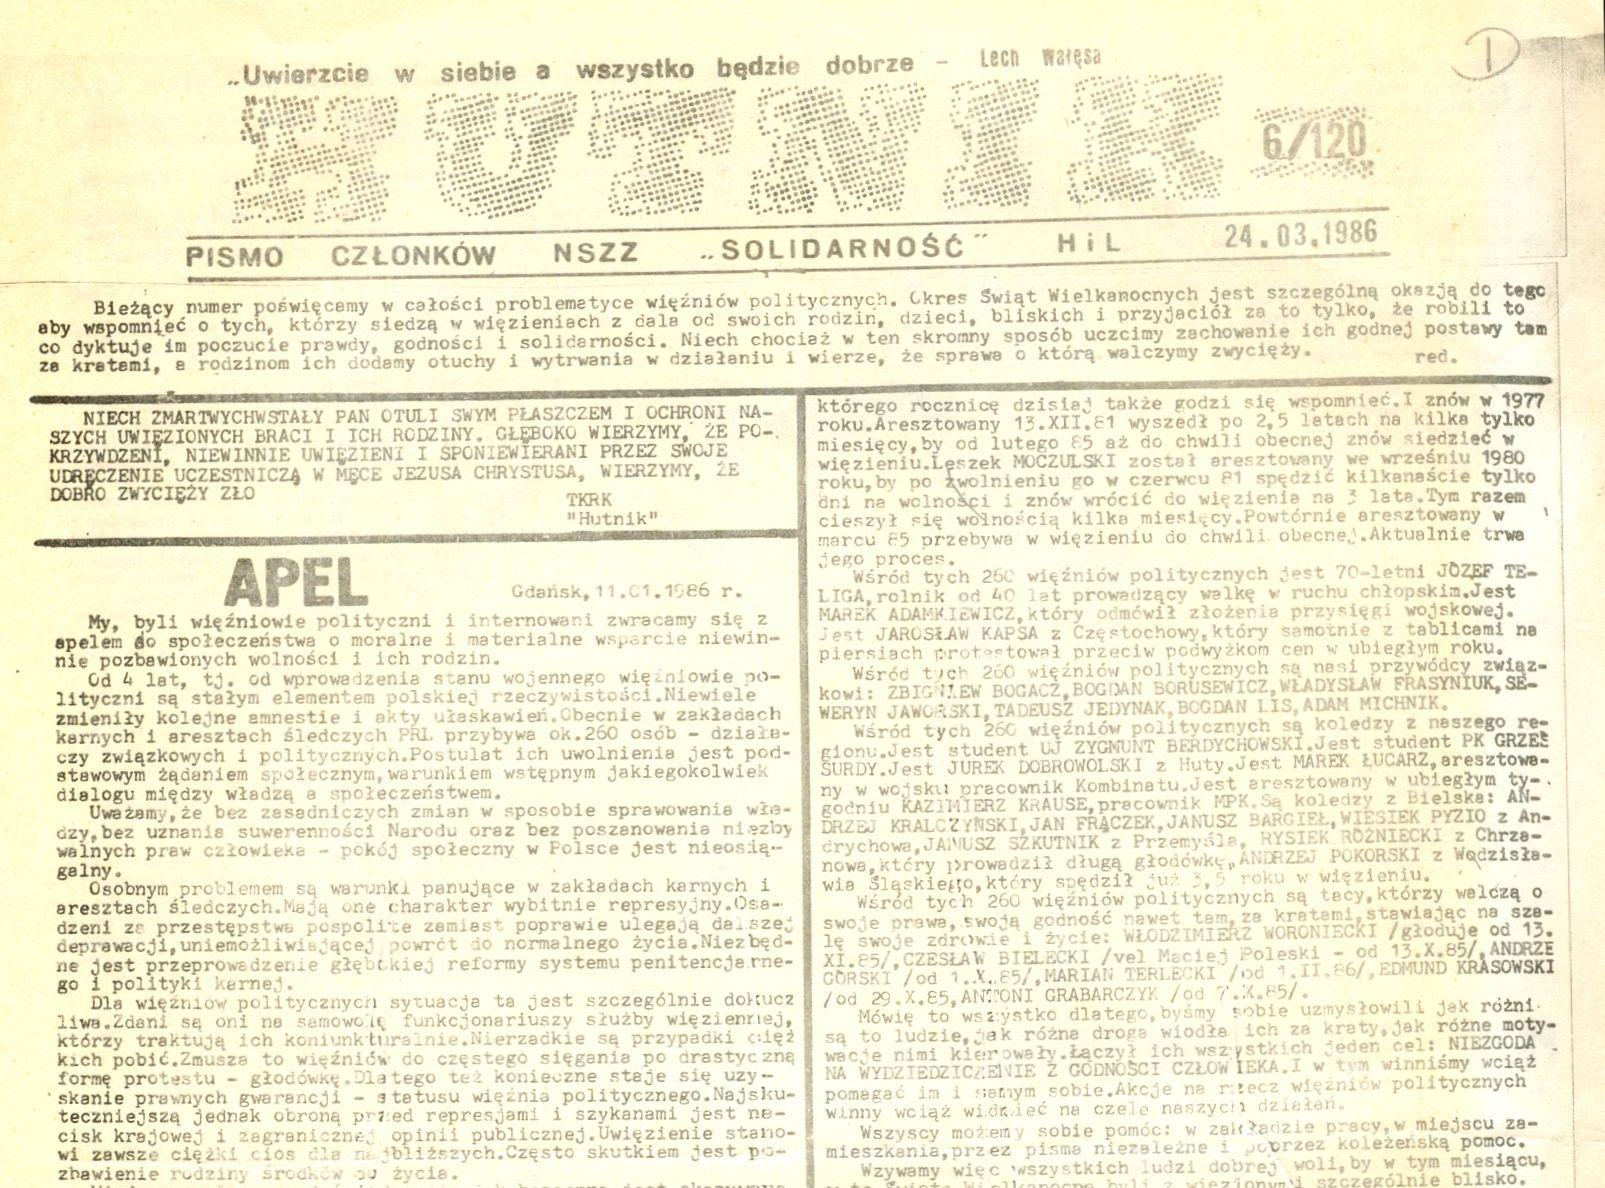 „Uwierzcie w siebie a wszystko będzie dobrze - Lech Wałęsa
HUTNIK 6/120
PISMO CZŁONKÓW NSZZ „SOLIDARNOŚĆ" HiL 24.03.1986
Bieżący numer poświęcamy w całości problematyce więźniów politycznych. Okres Świąt Wielkanocnych jest szczególną okazją do tego
aby wspomnieć o tych, którzy siedzą w więzieniach z dala od swoich rodzin, dzieci, bliskich i przyjaciół za to tylko, że robili to
co dyktuje im poczucie prawdy, godności i solidarności. Niech chociaż w ten skromny sposób uczcimy zachowanie ich godnej postawy tam
za kratami, a rodzinom ich dodamy otuchy i wytrwania w działaniu i wierze, że sprawa o którą walczymy zwycięży. red.
NIECH ZMARTWYCHWSTAŁY PAN OTULI SWYM PŁASZCZEM I OCHRONI NA-
SZYCH UWIĘZIONYCH BRACI I ICH RODZINY. GŁĘBOKO WIERZYMY, ŻE PO-
KRZYWDZENI, NIEWINNIE UWIĘZIENI I SPONIEWIERANI PRZEZ SWOJE
UDRĘCZENIE UCZESTNICZĄ W MĘCE JEZUSA CHRYSTUSA, WIERZYMY, ŻE
DOBRO ZWYCIĘŻY ZŁO
TKRK
"Hutnik"
APEL
Gdańsk,11.01.1986 r.
My, byli więźniowie polityczni i internowani zwracamy się z
apelem do społeczeństwa o moralne i materialne wsparcie niewin-
nie pozbawionych wolności i ich rodzin.
Od 4 lat, tj. od wprowadzenia stanu wojennego więźniowie po-
lityczni są stałym elementem polskiej rzeczywistości.Niewiele
zmieniły kolejne amnestie i akty ułaskawień.Obecnie w zakładach
karnych i aresztach śledczych PRL przybywa ok.260 osób - działa-
czy związkowych i politycznych.Postulat ich uwolnienia jest pod-
stawowym żądaniem społecznym,warunkiem wstępnym jakiegokolwiek
dialogu między władzą a społeczeństwem.
Uważamy,że bez zasadniczych zmian w sposobie sprawowania wła-
dzy,bez uznania suwerenności Narodu oraz bez poszanowania niezby
walnych praw człowieka - pokój społeczny w Polsce jest nieosią-
galny.
Osobnym problemem są warunki panujące w zakładach karnych i
aresztach śledczych.Mają one charakter wybitnie represyjny.Osa-
dzeni za przestępstwa pospolite zamiast poprawie ulegają dalszej
deprawacji,uniemożliwiającej powrót do normalnego życia.Niezbęd-
ne jest przeprowadzenie głębokiej reformy systemu penitencjarne-
go i polityki karnej.
Dla więźniów politycznych sytuacja ta jest szczególnie dokucz
liwa.Zdani są oni na samowolę funkcjonariuszy służby więziennej,
którzy traktują ich koniunkturalnie.Nierzadkie są przypadki cięż
kich pobić.Zmusza to więźniów do częstego sięgania po drastyczną
formę protestu - głodówkę.Dlatego też konieczne staje się uzy-
skanie prawnych gwarancji - statusu więźnia politycznego.Najsku-
teczniejszą jednak obroną przed represjami i szykanami jest na-
cisk krajowej i zagranicznej opinii publicznej.Uwięzienie stano-
wi zawsze ciężki cios dla najbliższych.Często skutkiem jest po-
zbawienie rodziny środków do życia.
którego rocznicę dzisiaj także godzi się wspomnieć.I znów w 1977
roku.Aresztowany 13.XII.81 wyszedł po 2,5 latach na kilka tylko
miesięcy,by od lutego 85 aż do chwili obecnej znów siedzieć w
więzieniu.Leszek MOCZULSKI został aresztowany we wrześniu 1980
roku,by po zwolnieniu go w czerwcu 81 spędzić kilkanaście tylko
dni na wolności i znów wrócić do więzienia na 3 lata.Tym razem
cieszył się wolnością kilka miesięcy.Powtórnie aresztowany w
marcu 85 przebywa w więzieniu do chwili obecnej.Aktualnie trwa
jego proces.
Wśród tych 260 więźniów politycznych jest 70-letni JÓZEF TE-
LIGA,rolnik od 40 lat prowadzący walkę w ruchu chłopskim.Jest
MAREK ADAMKIEWICZ,który odmówił złożenia przysięgi wojskowej.
Jest JAROSŁAW KAPSA z Częstochowy,który samotnie z tablicami na
piersiach protestował przeciw podwyżkom cen w ubiegłym roku.
Wśród tych 260 więźniów politycznych są nasi przywódcy związ-
kowi: ZBIGNIEW BOGACZ,BOGDAN BORUSEWICZ,WŁADYSŁAW FRASYNIUK,SE-
WERYN JAWORSKI,TADEUSZ JEDYNAK,BOGDAN LIS,ADAM MICHNIK.
Wśród tych 260 więźniów politycznych są koledzy z naszego re-
gionu.Jest student UJ ZYGMUNT BERDYCHOWSKI.Jest student PK GRZEŚ
SURDY.Jest JUREK DOBROWOLSKI z Huty.Jest MAREK ŁUCARZ,aresztowa-
ny w wojsku pracownik Kombinatu.Jest aresztowany w ubiegłym ty-
godniu KAZIMIERZ KRAUSE,pracownik MPK.Są koledzy z Bielska: AN-
DRZEJ KRALCZYŃSKI,JAN FRĄCZEK,JANUSZ BARGIEŁ,WIESIEK PYZIO z An-
drychowa,JANUSZ SZKUTNIK z Przemyśla, RYSIEK RÓŻNIECKI z Chrza-
nowa,który prowadził długą głodówkę,ANDRZEJ POKORSKI z Wodzisła-
wia Śląskiego,który spędził już 3,5 roku w więzieniu.
Wśród tych 260 więźniów politycznych są tacy,którzy walczą o
swoje prawa,swoją godność nawet tam,za kratami,stawiając na sza-
lę swoje zdrowie i życie: WŁODZIMIERZ WORONIECKI /głoduje od 13.
XI.85/,CZESŁAW BIELECKI /vel Maciej Poleski - od 13.X.85/,ANDRZE
GÓRSKI /od 1.X.85/,MARIAN TERLECKI /od 1.II.86/,EDMUND KRASOWSKI
/od 29.X.85,ANTONI GRABARCZYK /od 7.X.85/.
Mówię to wszystko dlatego,byśmy sobie uzmysłowili jak różni
są to ludzie,jak różna droga wiodła ich za kraty,jak różne moty-
wacje nimi kierowały.Łączył ich wszystkich jeden cel: NIEZGODA
NA WYDZIEDZICZENIE Z GODNOŚCI CZŁOWIEKA.I w tym winniśmy wciąż
pomagać im i samym sobie.Akcje na rzecz więźniów politycznych
winny wciąż widnieć na czele naszych działań.
Wszyscy możemy sobie pomóc: w zakładzie pracy,w miejscu za-
mieszkania,przez pisma niezależne i poprzez koleżeńską pomoc.
Wzywamy więc wszystkich ludzi dobrej woli,by w tym miesiącu,
w te Święta Wielkanocne byli z więzionymi szczególnie blisko.